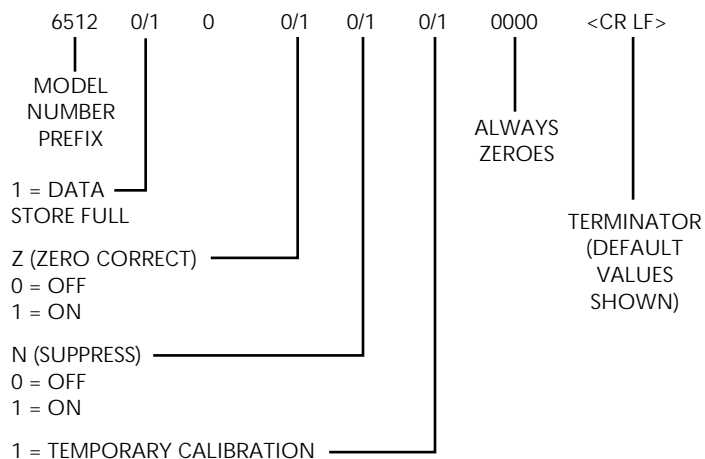 6512 0/1 0 0/1 0/1 0/1 0000 <CR LF>
MODEL
NUMBER
PREFIX
ALWAYS
ZEROES
1 = DATA
STORE FULL
TERMINATOR
(DEFAULT
VALUES
SHOWN)
Z (ZERO CORRECT)
0 = OFF
1 = ON
N (SUPPRESS)
0 = OFF
1 = ON
1 = TEMPORARY CALIBRATION